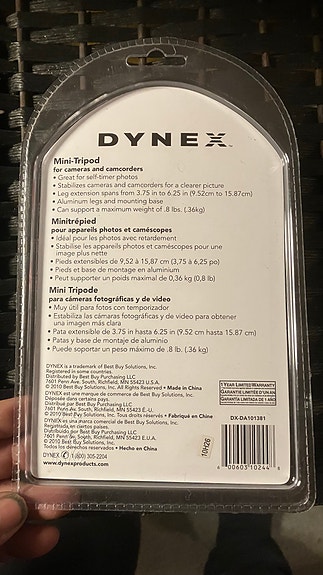 DYNEX™
Mini-Tripod
for cameras and camcorders
• Great for self-timer photos
• Stabilizes cameras and camcorders for a clearer picture
• Leg extension spans from 3.75 in to 6.25 in (9.52cm to 15.87cm)
• Aluminum legs and mounting base
• Can support a maximum weight of .8 lbs. (.36kg)
Minitrépied
pour appareils photos et caméscopes
• Idéal pour les photos avec retardement
• Stabilise les appareils photos et caméscopes pour une
image plus nette
• Pieds extensibles de 9,52 à 15,87 cm (3,75 à 6,25 po)
• Pieds et base de montage en aluminium
• Peut supporter un poids maximal de 0,36 kg (0,8 lb)
Mini Tripode
para cámaras fotográficas y de video
• Muy útil para fotos con temporizador
• Estabiliza las cámaras fotográficas y de video para obtener
una imagen más clara
• Pata extensible de 3.75 in hasta 6.25 in (9.52 cm hasta 15.87 cm)
• Patas y base de montaje de aluminio
• Puede soportar un peso máximo de .8 lb. (.36 kg)
DYNEX is a trademark of Best Buy Solutions, Inc.
Registered in some countries.
Distributed by Best Buy Purchasing LLC
7601 Penn Ave. South, Richfield, MN 55423 U.S.A.
© 2010 Best Buy Solutions, Inc. All Rights Reserved • Made in China
DYNEX est une marque de commerce de Best Buy Solutions, Inc.
Déposée dans certains pays.
Distribué par Best Buy Purchasing LLC
7601 Penn Ave. South, Richfield, MN 55423 É.-U.
© 2010 Best Buy Solutions, Inc. Tous droits réservés • Fabriqué en China
DYNEX es una marca comercial de Best Buy Solutions, Inc.
Registrada en ciertos países.
Distribuido por Best Buy Purchasing LLC
7601 Penn Ave. South, Richfield, MN 55423 E.U.A.
© 2010 Best Buy Solutions, Inc.
Todos los derechos reservados • Hecho en China
DYNEX 1 (800) 305-2204
www.dynexproducts.com
1 YEAR LIMITED WARRANTY
GARANTIE LIMITÉE D'UN AN
GARANTÍA LIMITADA DE 1 AÑO
DX-DA101381
10H26
00603 10244